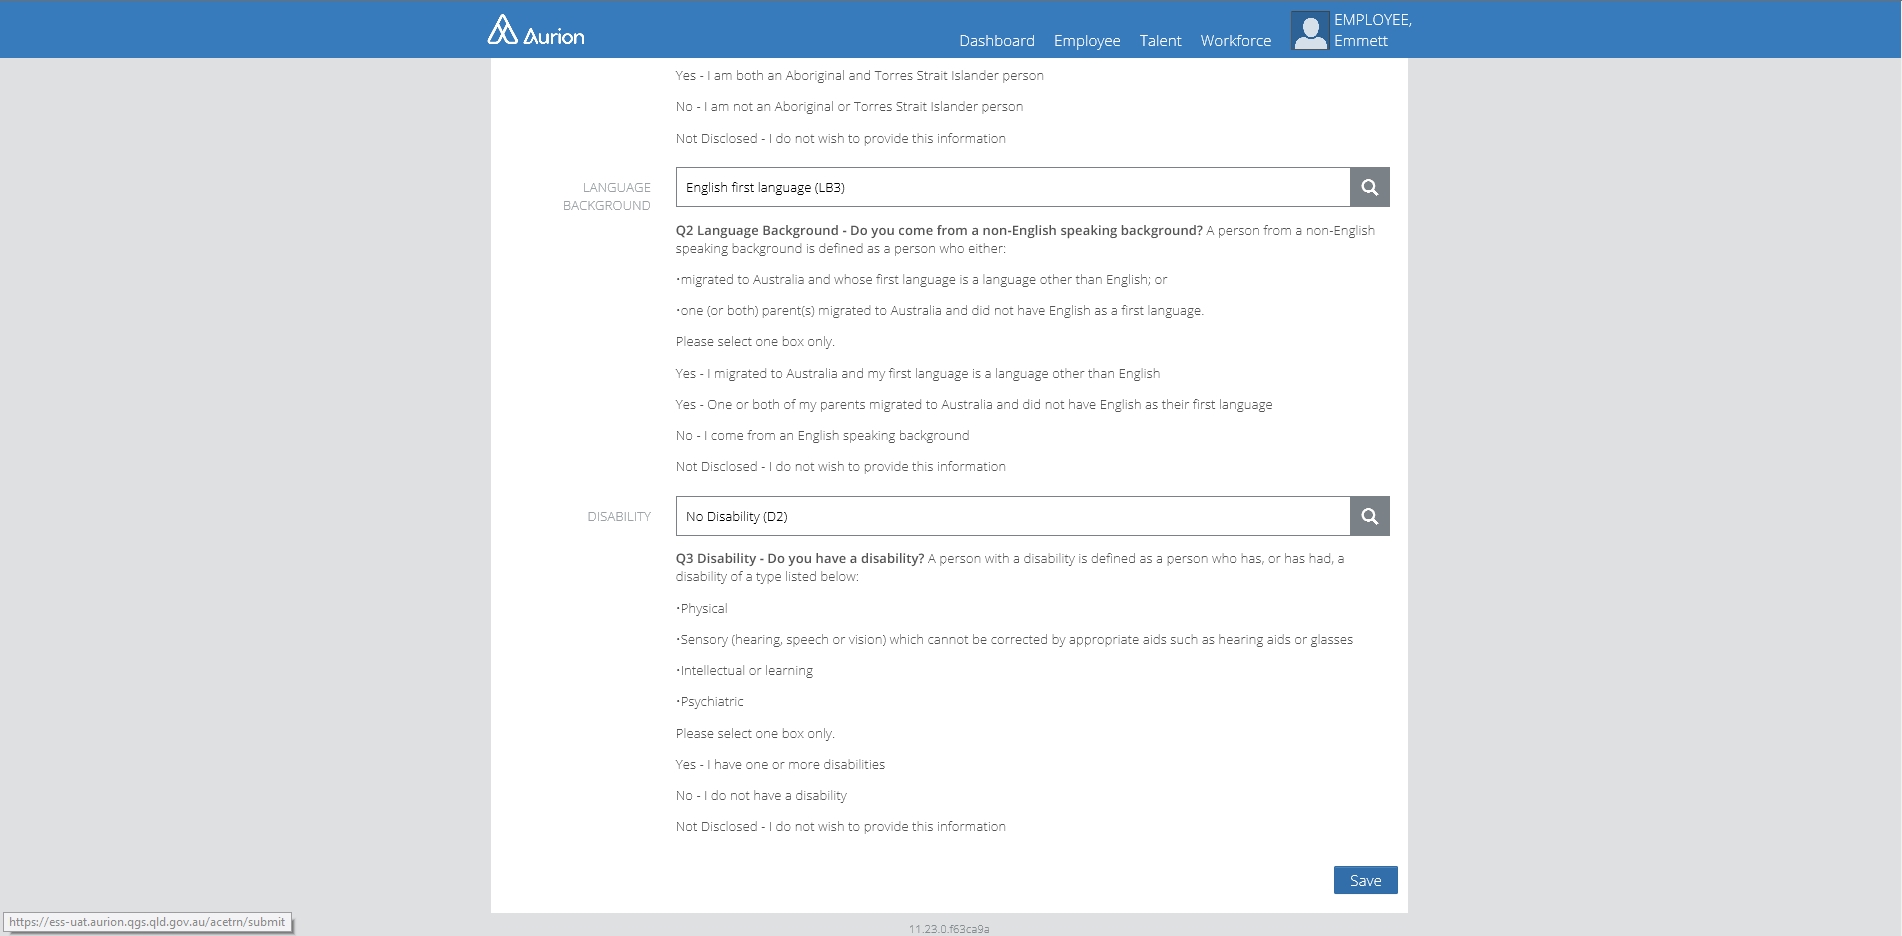 Aurion
Dashboard Employee Talent Workforce
EMPLOYEE,
Emmett
Yes - I am both an Aboriginal and Torres Strait Islander person
No - I am not an Aboriginal or Torres Strait Islander person
Not Disclosed - I do not wish to provide this information
LANGUAGE
BACKGROUND
English first language (LB3)
Q2 Language Background - Do you come from a non-English speaking background? A person from a non-English
speaking background is defined as a person who either:
•migrated to Australia and whose first language is a language other than English; or
•one (or both) parent(s) migrated to Australia and did not have English as a first language.
Please select one box only.
Yes - I migrated to Australia and my first language is a language other than English
Yes - One or both of my parents migrated to Australia and did not have English as their first language
No - I come from an English speaking background
Not Disclosed - I do not wish to provide this information
DISABILITY
No Disability (D2)
Q3 Disability - Do you have a disability? A person with a disability is defined as a person who has, or has had, a
disability of a type listed below:
•Physical
•Sensory (hearing, speech or vision) which cannot be corrected by appropriate aids such as hearing aids or glasses
•Intellectual or learning
•Psychiatric
Please select one box only.
Yes - I have one or more disabilities
No - I do not have a disability
Not Disclosed - I do not wish to provide this information
Save
https://ess-uat.aurion.qgs.qld.gov.au/acetrn/submit
11.23.0.f63ca9a